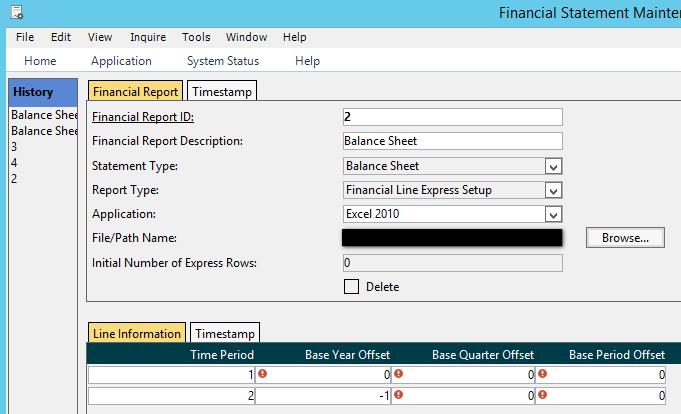 Financial Statement Mainte
File Edit View Inquire Tools Window Help
Home Application System Status Help
History
Balance Shee
Balance Shee
3
4
2
Financial Report Timestamp
Financial Report ID: 2
Financial Report Description: Balance Sheet
Statement Type: Balance Sheet
Report Type: Financial Line Express Setup
Application: Excel 2010
File/Path Name: Browse...
Initial Number of Express Rows: 0
Delete
Line Information Timestamp
Time Period Base Year Offset Base Quarter Offset Base Period Offset
1 0 0 0
2 -1 0 0